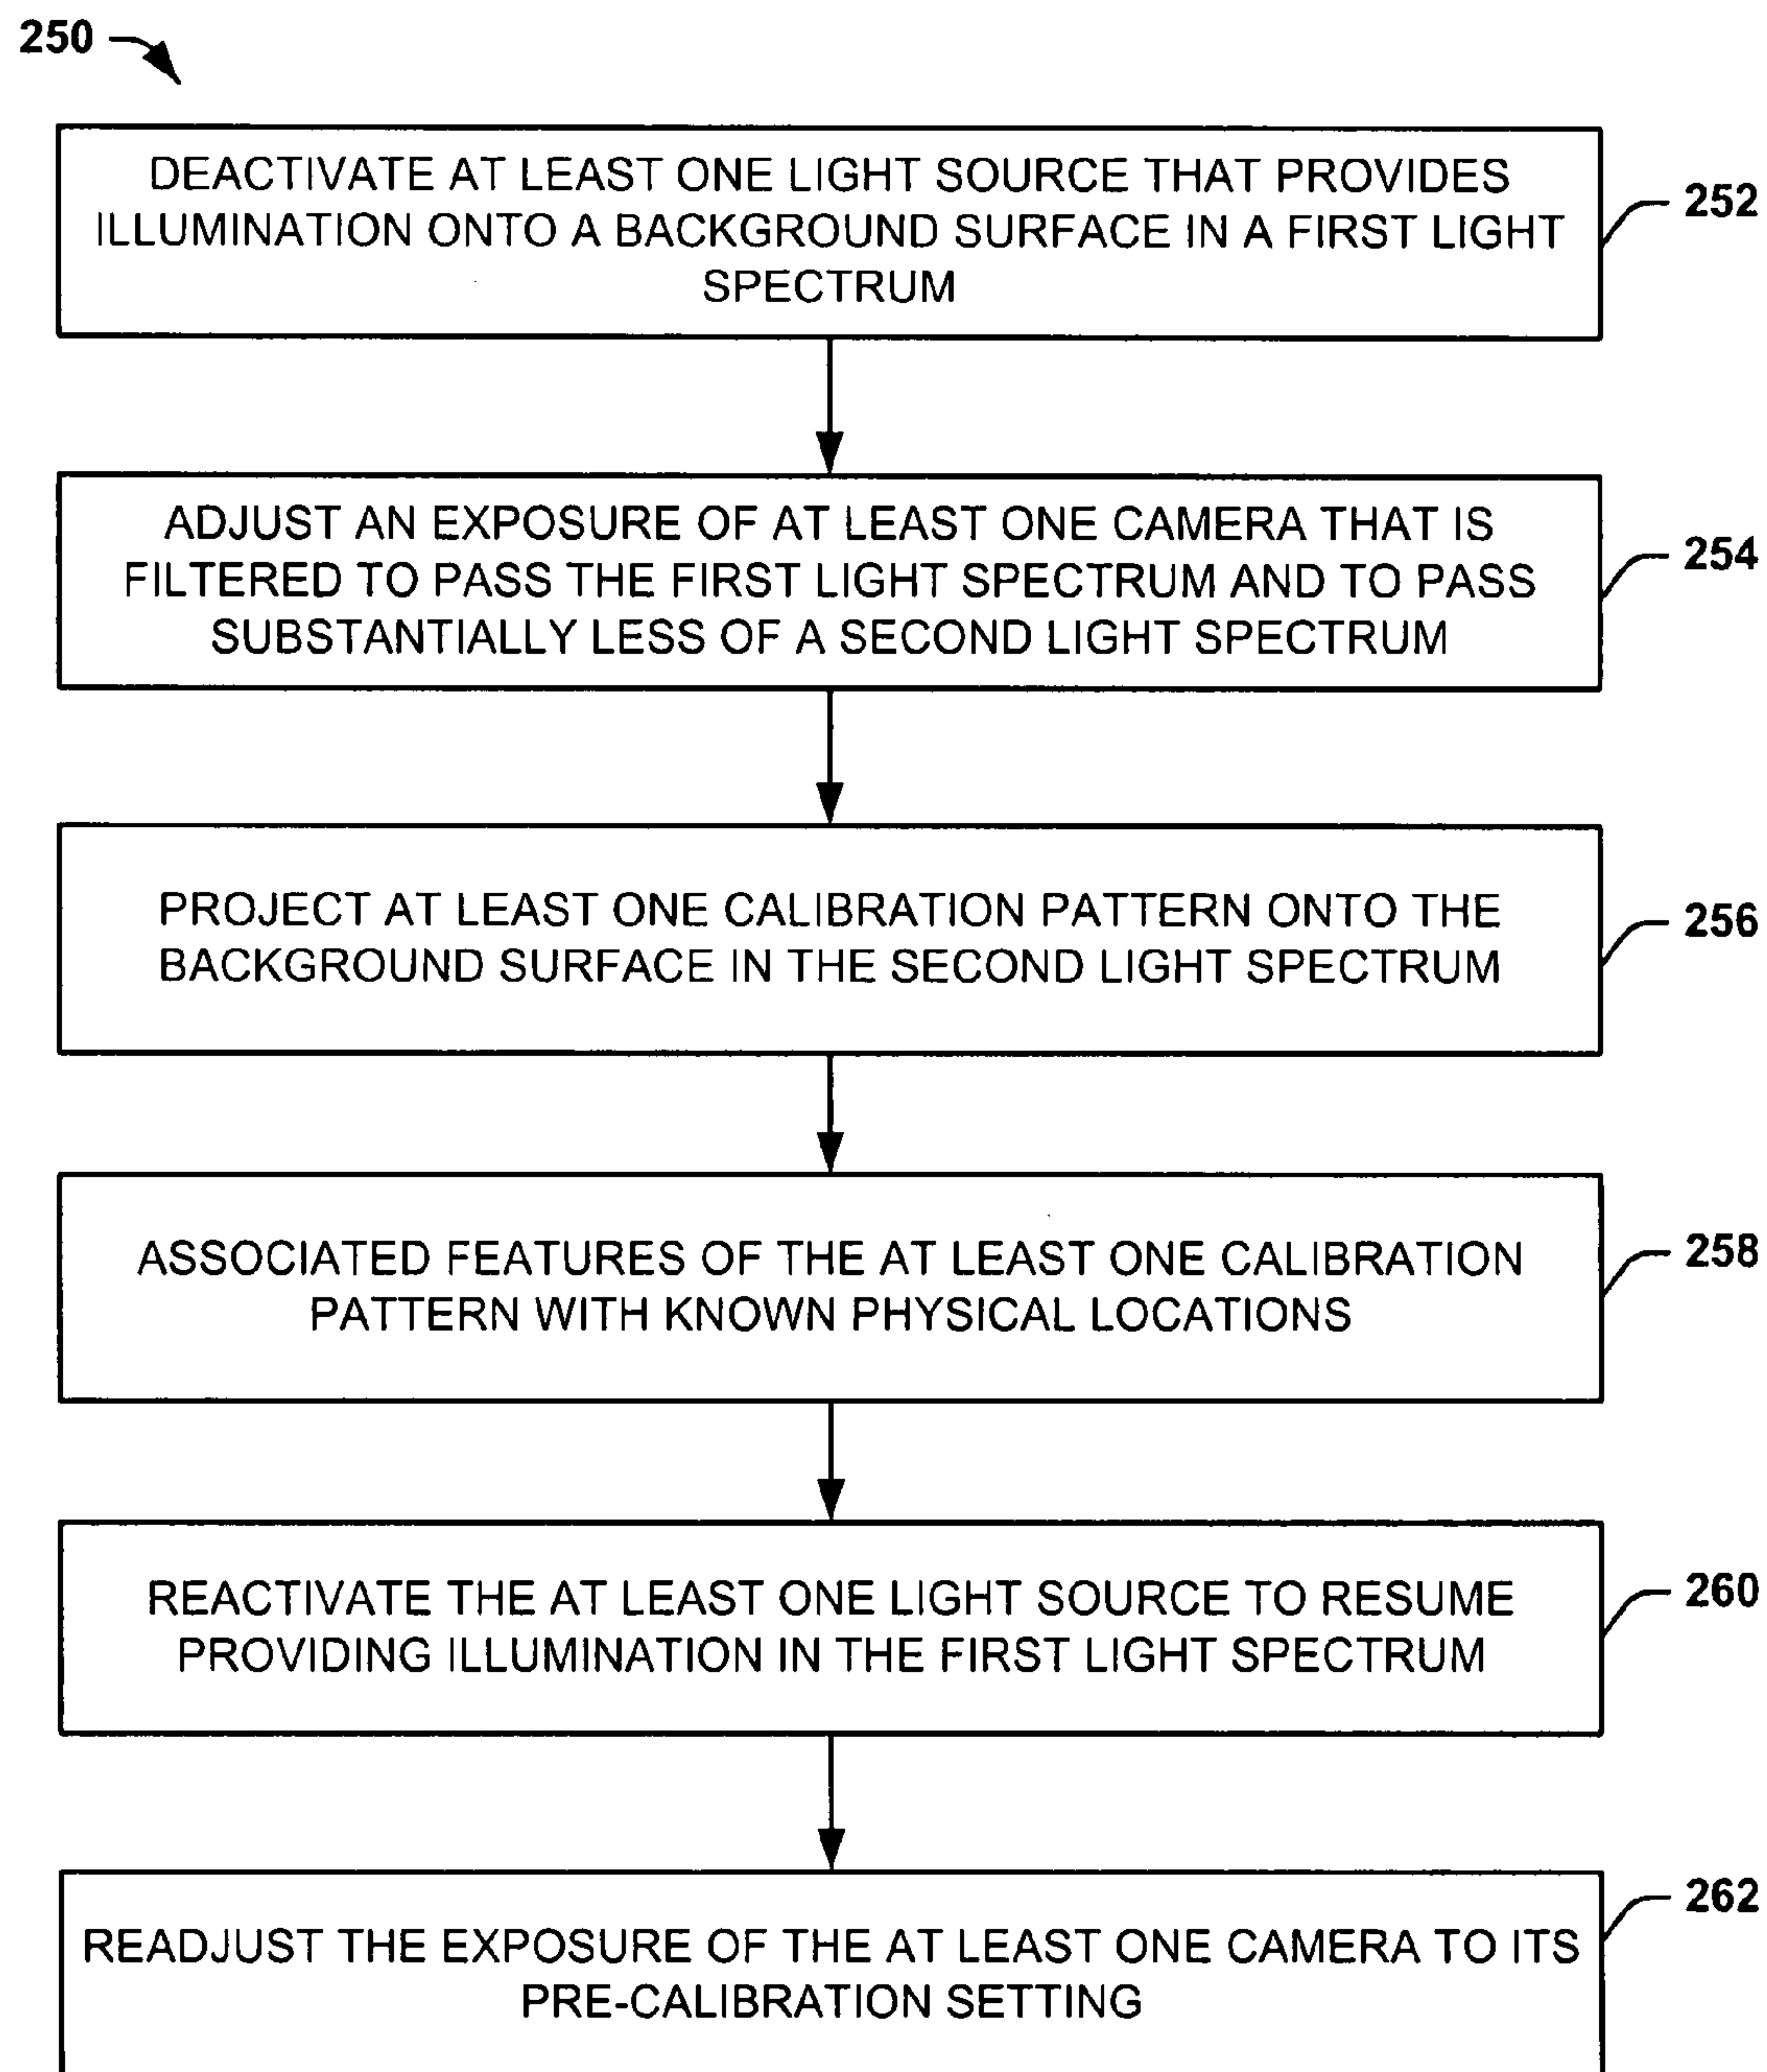 250
DEACTIVATE AT LEAST ONE LIGHT SOURCE THAT PROVIDES
ILLUMINATION ONTO A BACKGROUND SURFACE IN A FIRST LIGHT
SPECTRUM
252
ADJUST AN EXPOSURE OF AT LEAST ONE CAMERA THAT IS
FILTERED TO PASS THE FIRST LIGHT SPECTRUM AND TO PASS
SUBSTANTIALLY LESS OF A SECOND LIGHT SPECTRUM
254
PROJECT AT LEAST ONE CALIBRATION PATTERN ONTO THE
BACKGROUND SURFACE IN THE SECOND LIGHT SPECTRUM
256
ASSOCIATED FEATURES OF THE AT LEAST ONE CALIBRATION
PATTERN WITH KNOWN PHYSICAL LOCATIONS
258
REACTIVATE THE AT LEAST ONE LIGHT SOURCE TO RESUME
PROVIDING ILLUMINATION IN THE FIRST LIGHT SPECTRUM
260
READJUST THE EXPOSURE OF THE AT LEAST ONE CAMERA TO ITS
PRE-CALIBRATION SETTING
262